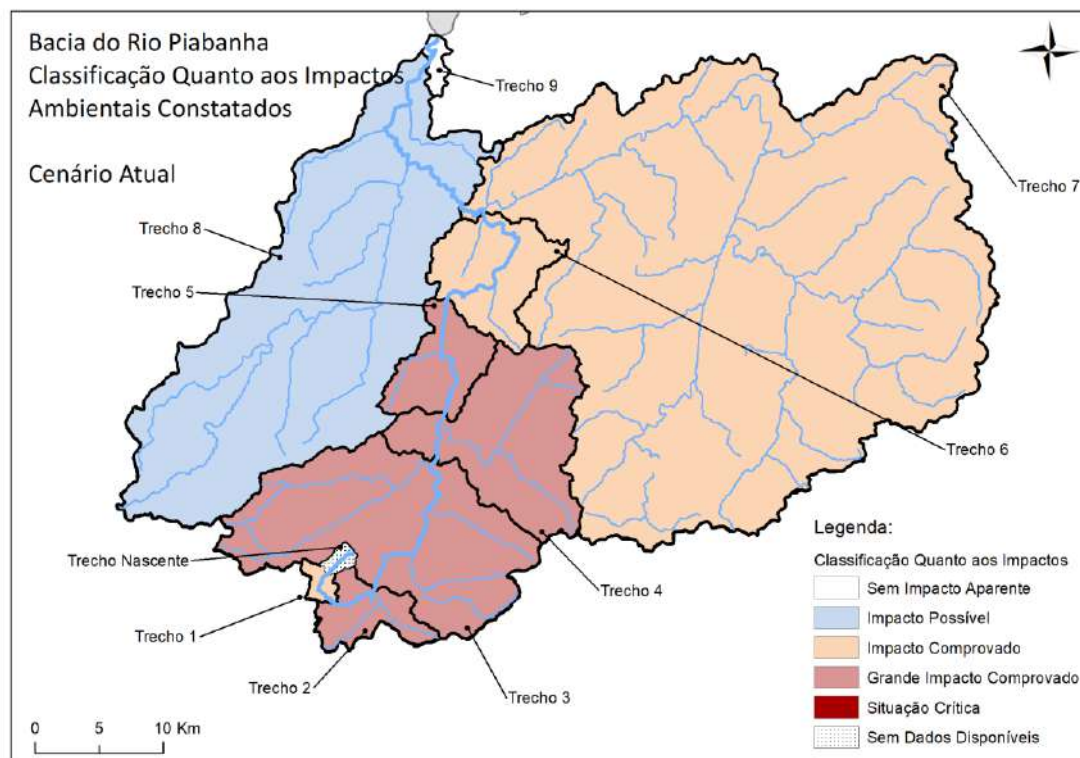 Bacia do Rio Piabanha
Classificação Quanto aos Impactos
Ambientais Constatados
Cenário Atual
Trecho 9
Trecho 7
Trecho 8
Trecho 5
Trecho 6
Trecho Nascente
Trecho 4
Trecho 1
Trecho 2
Trecho 3
0 5 10 Km
Legenda:
Classificação Quanto aos Impactos
Sem Impacto Aparente
Impacto Possível
Impacto Comprovado
Grande Impacto Comprovado
Situação Crítica
Sem Dados Disponíveis